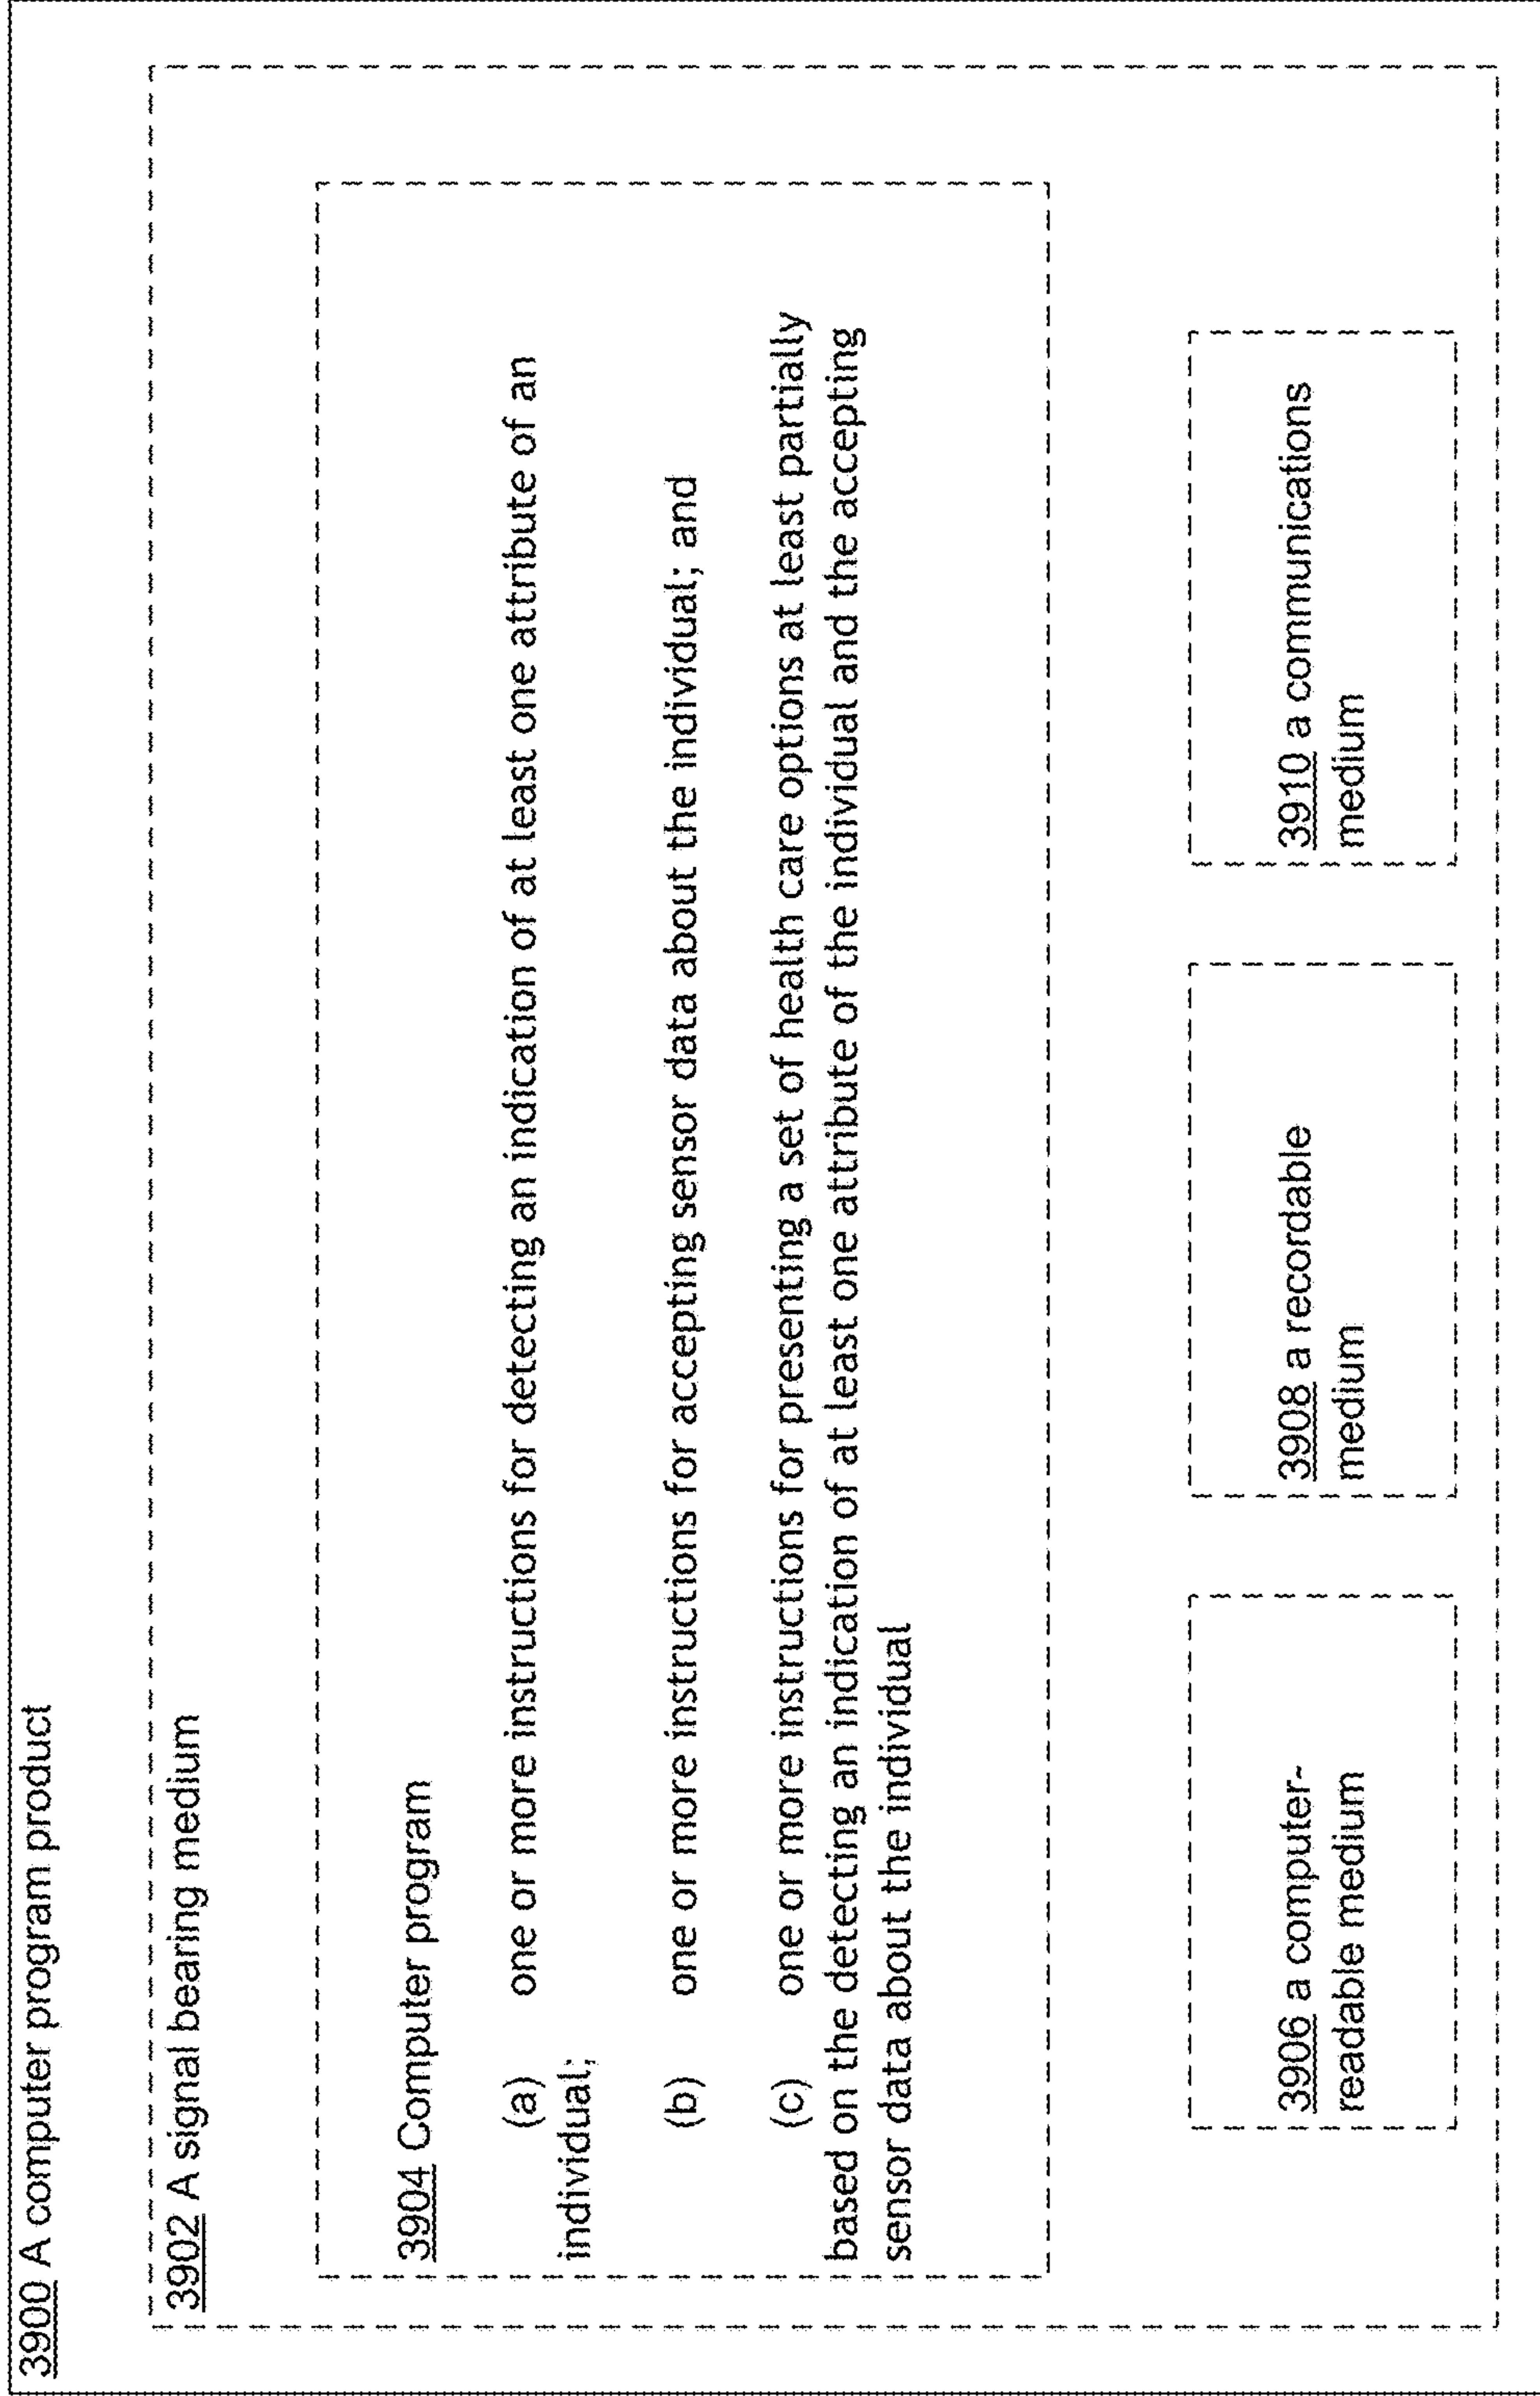 3900 A computer program product
3902 A signal bearing medium
3904 Computer program
(a) one or more instructions for detecting an indication of at least one attribute of an
individual;
(b) one or more instructions for accepting sensor data about the individual; and
(c) one or more instructions for presenting a set of health care options at least partially
based on the detecting an indication of at least one attribute of the individual and the accepting
sensor data about the individual
3906 a computer-
readable medium
3908 a recordable
medium
3910 a communications
medium